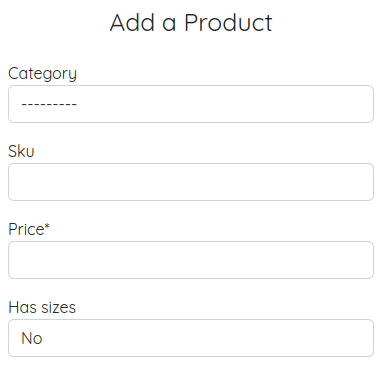 Add a Product
Category
---------
Sku
Price*
Has sizes
No